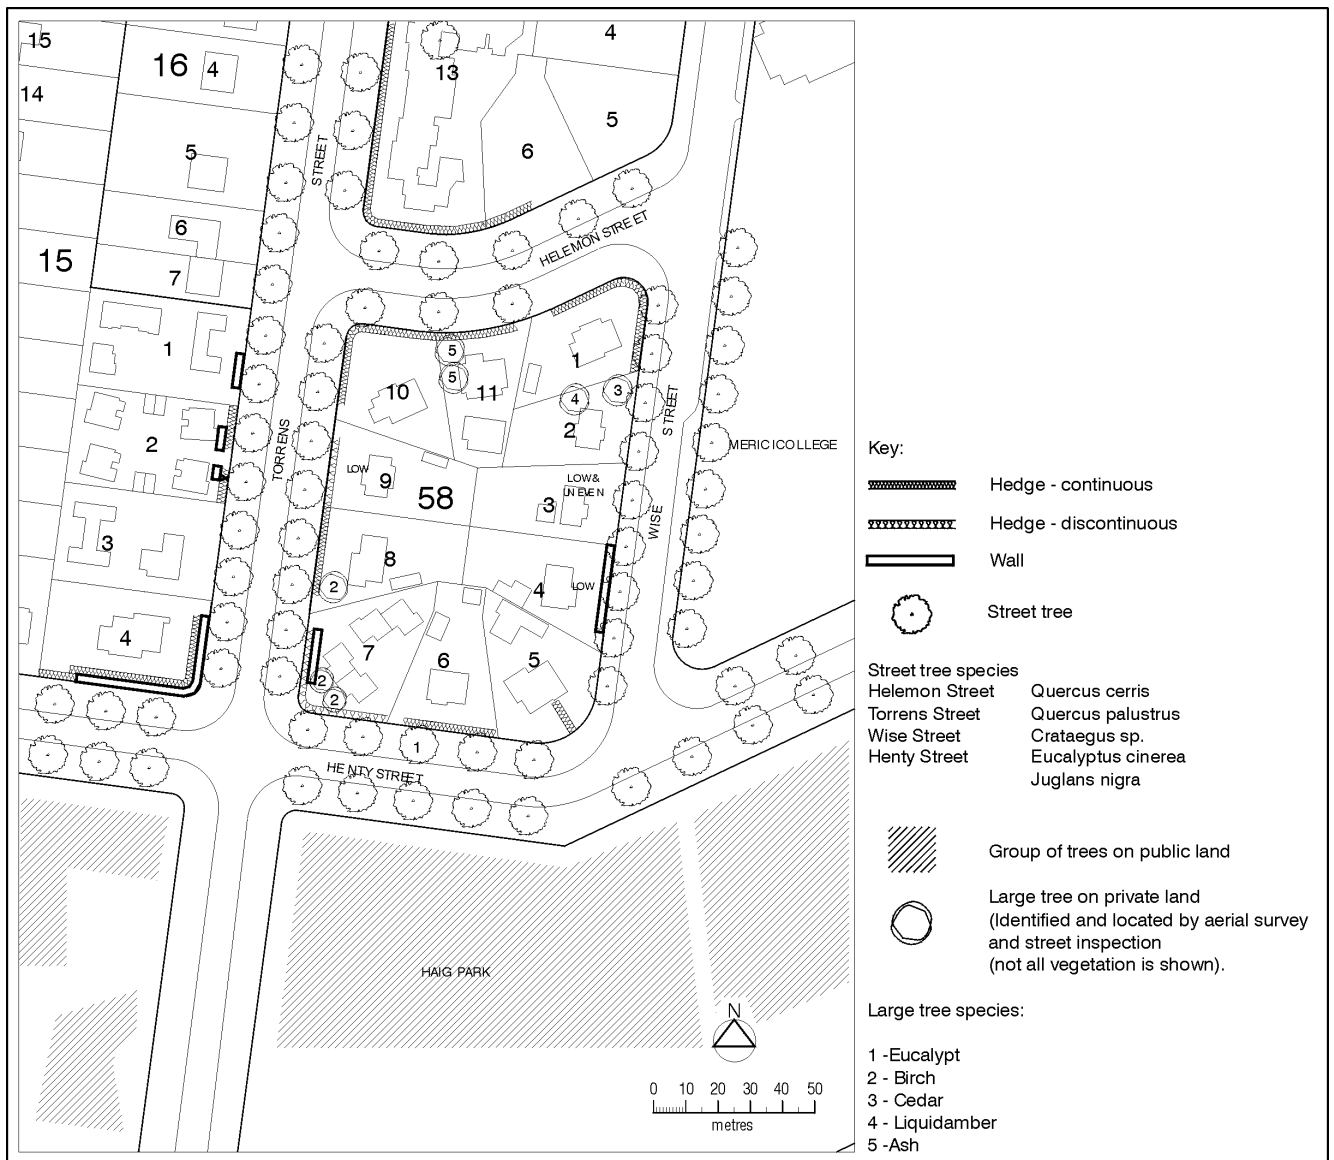 15
16
4
13
4
14
5
5
6
STREET
6
HELEMON STREET
15
7
1
5
1
5
3
10
11
4
STREET
2
2
TORRENS
MERICI COLLEGE
LOW
9
58
LOW &
UNEVEN
3
WISE
3
8
2
4
LOW
4
7
6
5
2
2
1
HENTY STREET
HAIG PARK
N
0 10 20 30 40 50
metres
Key:
Hedge - continuous
Hedge - discontinuous
Wall
Street tree
Street tree species
Helemon Street Quercus cerris
Torrens Street Quercus palustrus
Wise Street Crataegus sp.
Henty Street Eucalyptus cinerea
Juglans nigra
Group of trees on public land
Large tree on private land
(Identified and located by aerial survey
and street inspection
(not all vegetation is shown).
Large tree species:
1 -Eucalypt
2 - Birch
3 - Cedar
4 - Liquidamber
5 -Ash